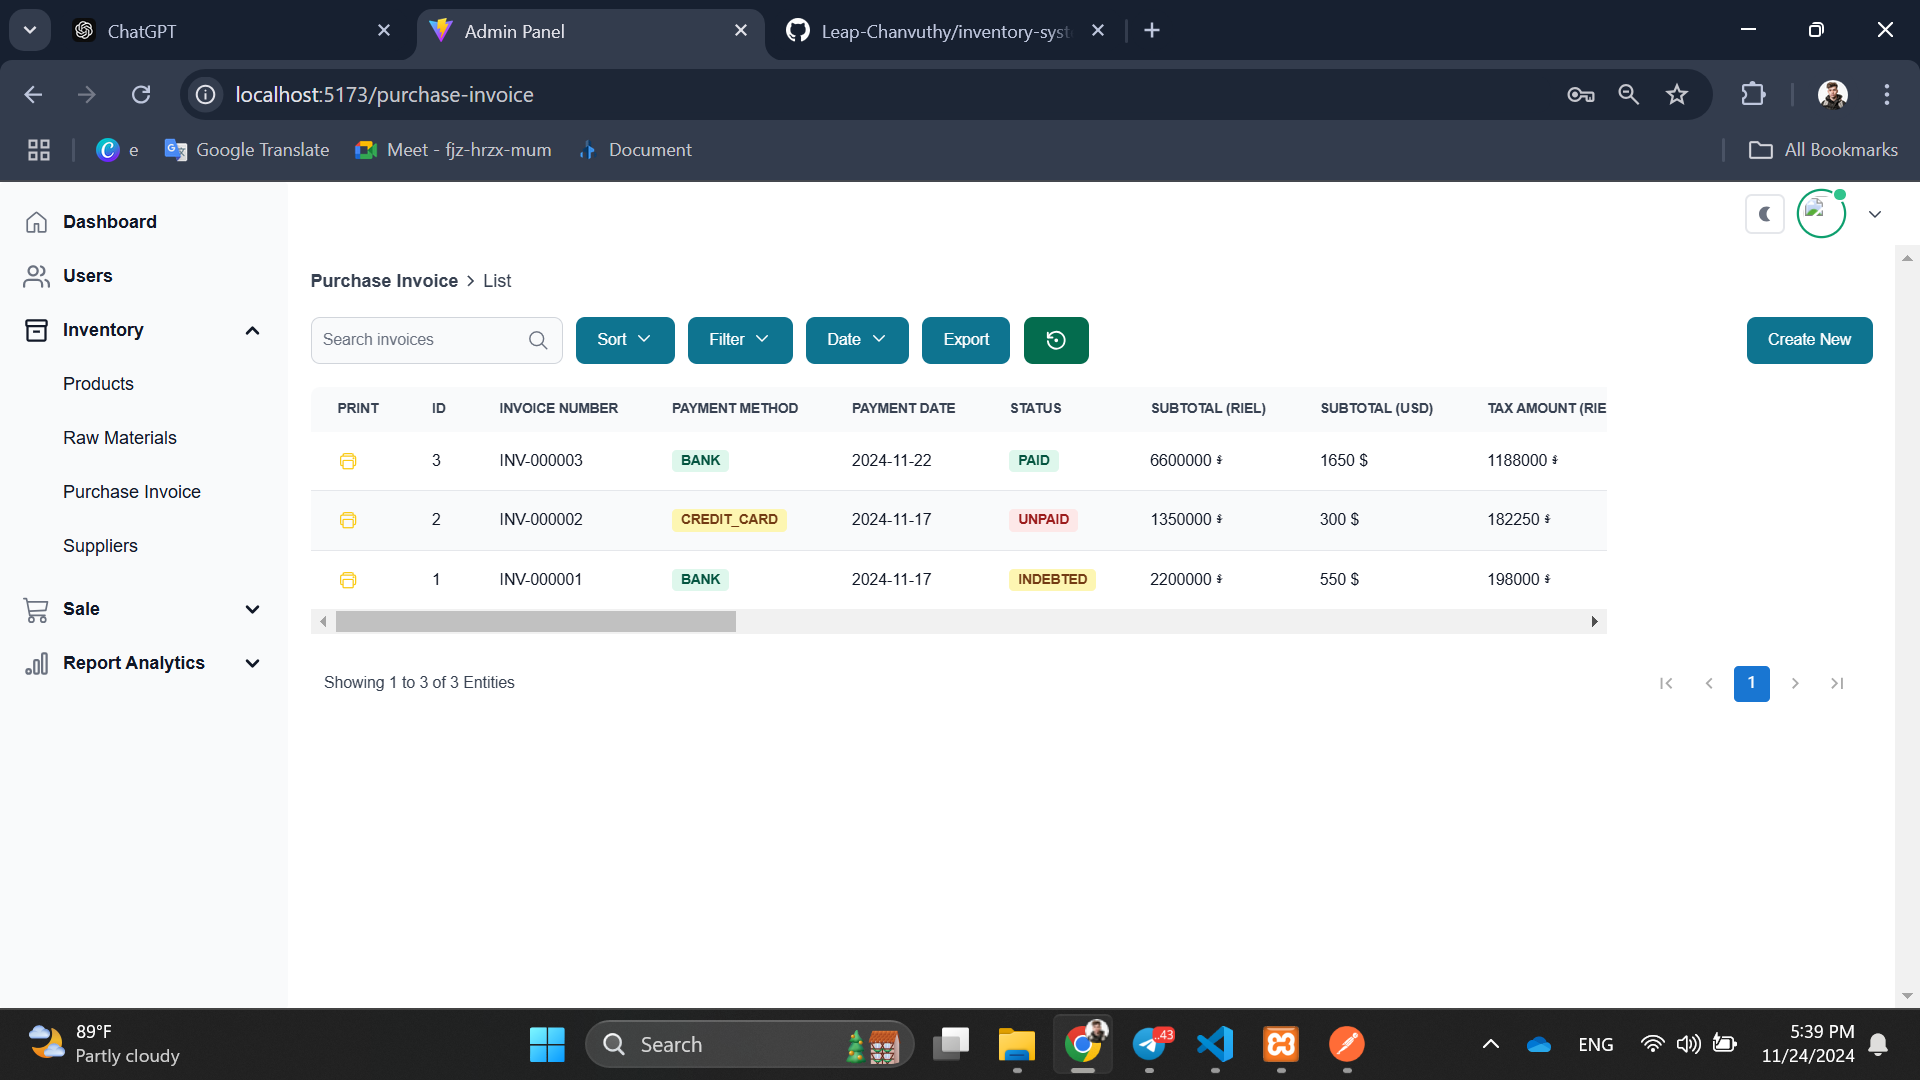 ChatGPT
Admin Panel
Leap-Chanvuthy/inventory-syst
localhost:5173/purchase-invoice
e
Google Translate
Meet - fjz-hrzx-mum
Document
All Bookmarks
Dashboard
Users
Inventory
Products
Raw Materials
Purchase Invoice
Suppliers
Sale
Report Analytics
Purchase Invoice > List
Search invoices
Sort
Filter
Date
Export
Create New
PRINT ID INVOICE NUMBER PAYMENT METHOD PAYMENT DATE STATUS SUBTOTAL (RIEL) SUBTOTAL (USD) TAX AMOUNT (RIE
3 INV-000003 BANK 2024-11-22 PAID 6600000 ៛ 1650 $ 1188000 ៛
2 INV-000002 CREDIT_CARD 2024-11-17 UNPAID 1350000 ៛ 300 $ 182250 ៛
1 INV-000001 BANK 2024-11-17 INDEBTED 2200000 ៛ 550 $ 198000 ៛
Showing 1 to 3 of 3 Entities
1
89°F
Partly cloudy
Search
..43
ENG
5:39 PM
11/24/2024